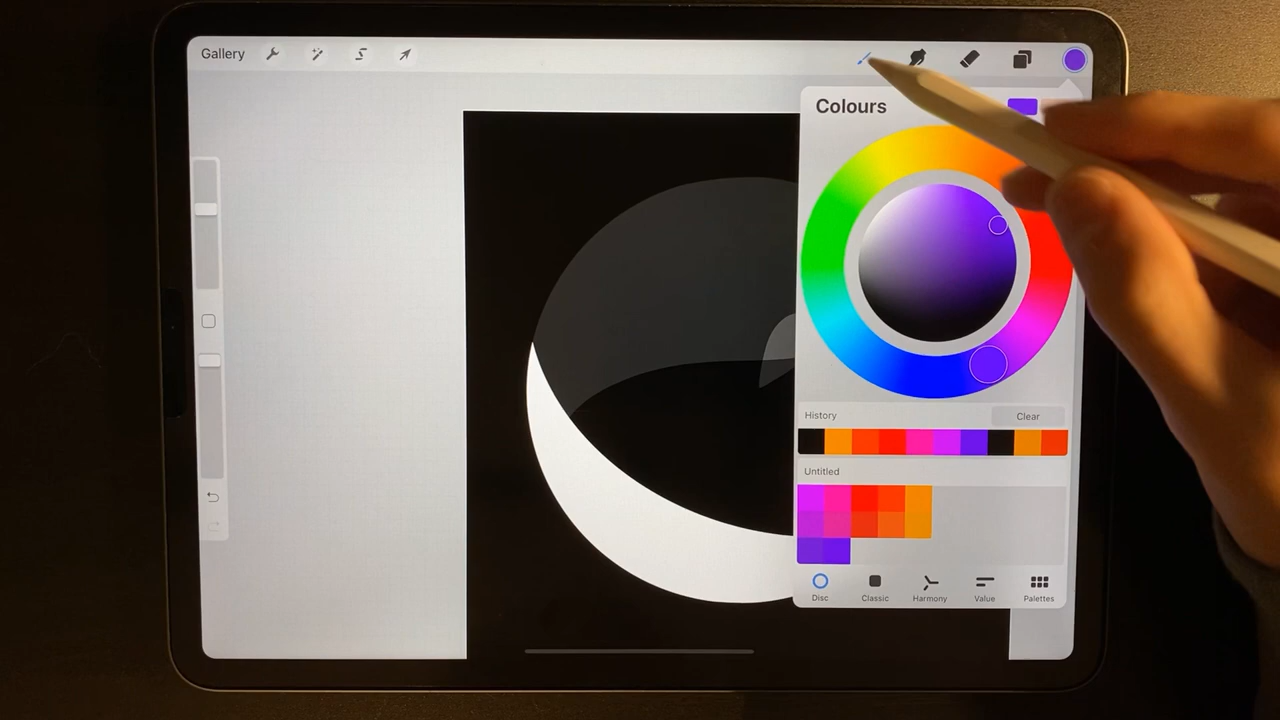 Gallery
Colours
History
Clear
Untitled
Disc
Classic
Harmony
Value
Palettes